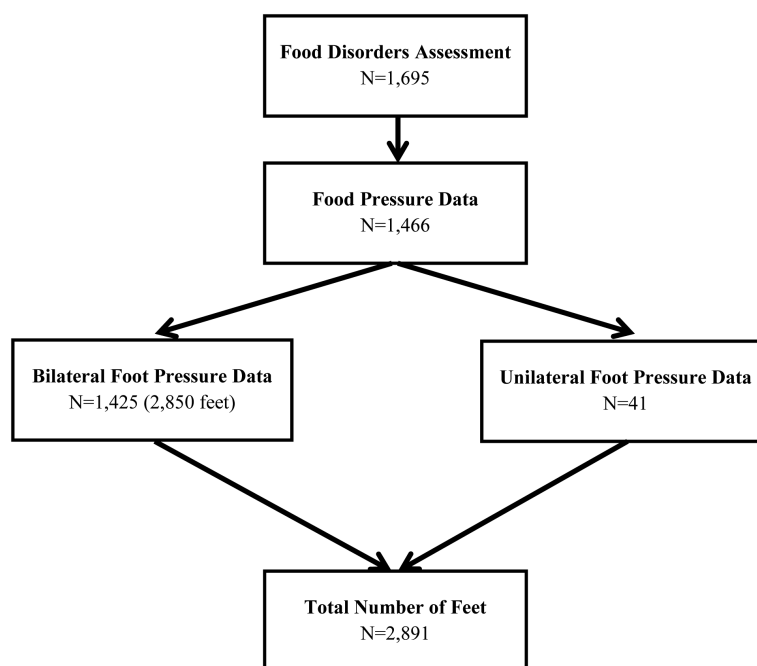 Food Disorders Assessment
N=1,695
Food Pressure Data
N=1,466
Bilateral Foot Pressure Data
N=1,425 (2,850 feet)
Unilateral Foot Pressure Data
N=41
Total Number of Feet
N=2,891